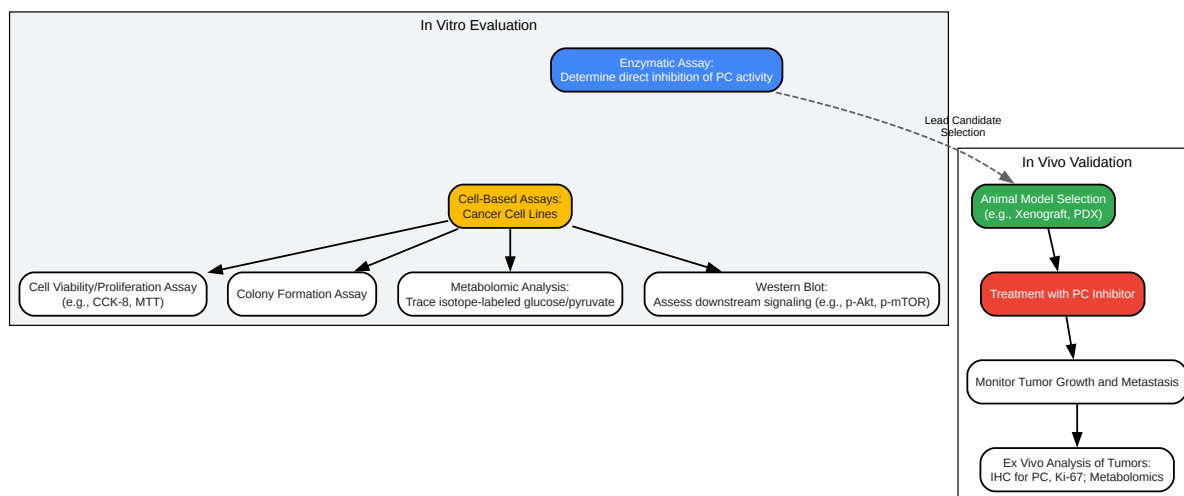 In Vitro Evaluation
Enzymatic Assay:
Determine direct inhibition of PC activity
Lead Candidate
Selection
In Vivo Validation
Cell-Based Assays:
Cancer Cell Lines
Animal Model Selection
(e.g., Xenograft, PDX)
Cell Viability/Proliferation Assay
(e.g., CCK-8, MTT)
Colony Formation Assay
Metabolomic Analysis:
Trace isotope-labeled glucose/pyruvate
Western Blot:
Assess downstream signaling (e.g., p-Akt, p-mTOR)
Treatment with PC Inhibitor
Monitor Tumor Growth and Metastasis
Ex Vivo Analysis of Tumors:
IHC for PC, Ki-67; Metabolomics